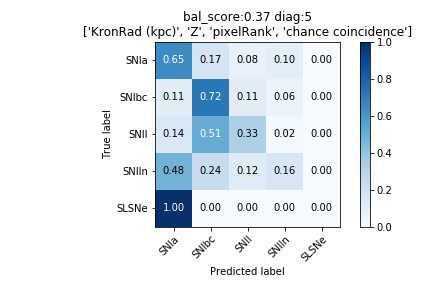 bal_score:0.37 diag:5
['KronRad (kpc)', 'Z', 'pixelRank', 'chance coincidence']
True label
SNIa 0.65 0.17 0.08 0.10 0.00
SNIbc 0.11 0.72 0.11 0.06 0.00
SNII 0.14 0.51 0.33 0.02 0.00
SNIIn 0.48 0.24 0.12 0.16 0.00
SLSNe 1.00 0.00 0.00 0.00 0.00
SNIa SNIbc SNII SNIIn SLSNe
Predicted label
1.0
0.8
0.6
0.4
0.2
0.0